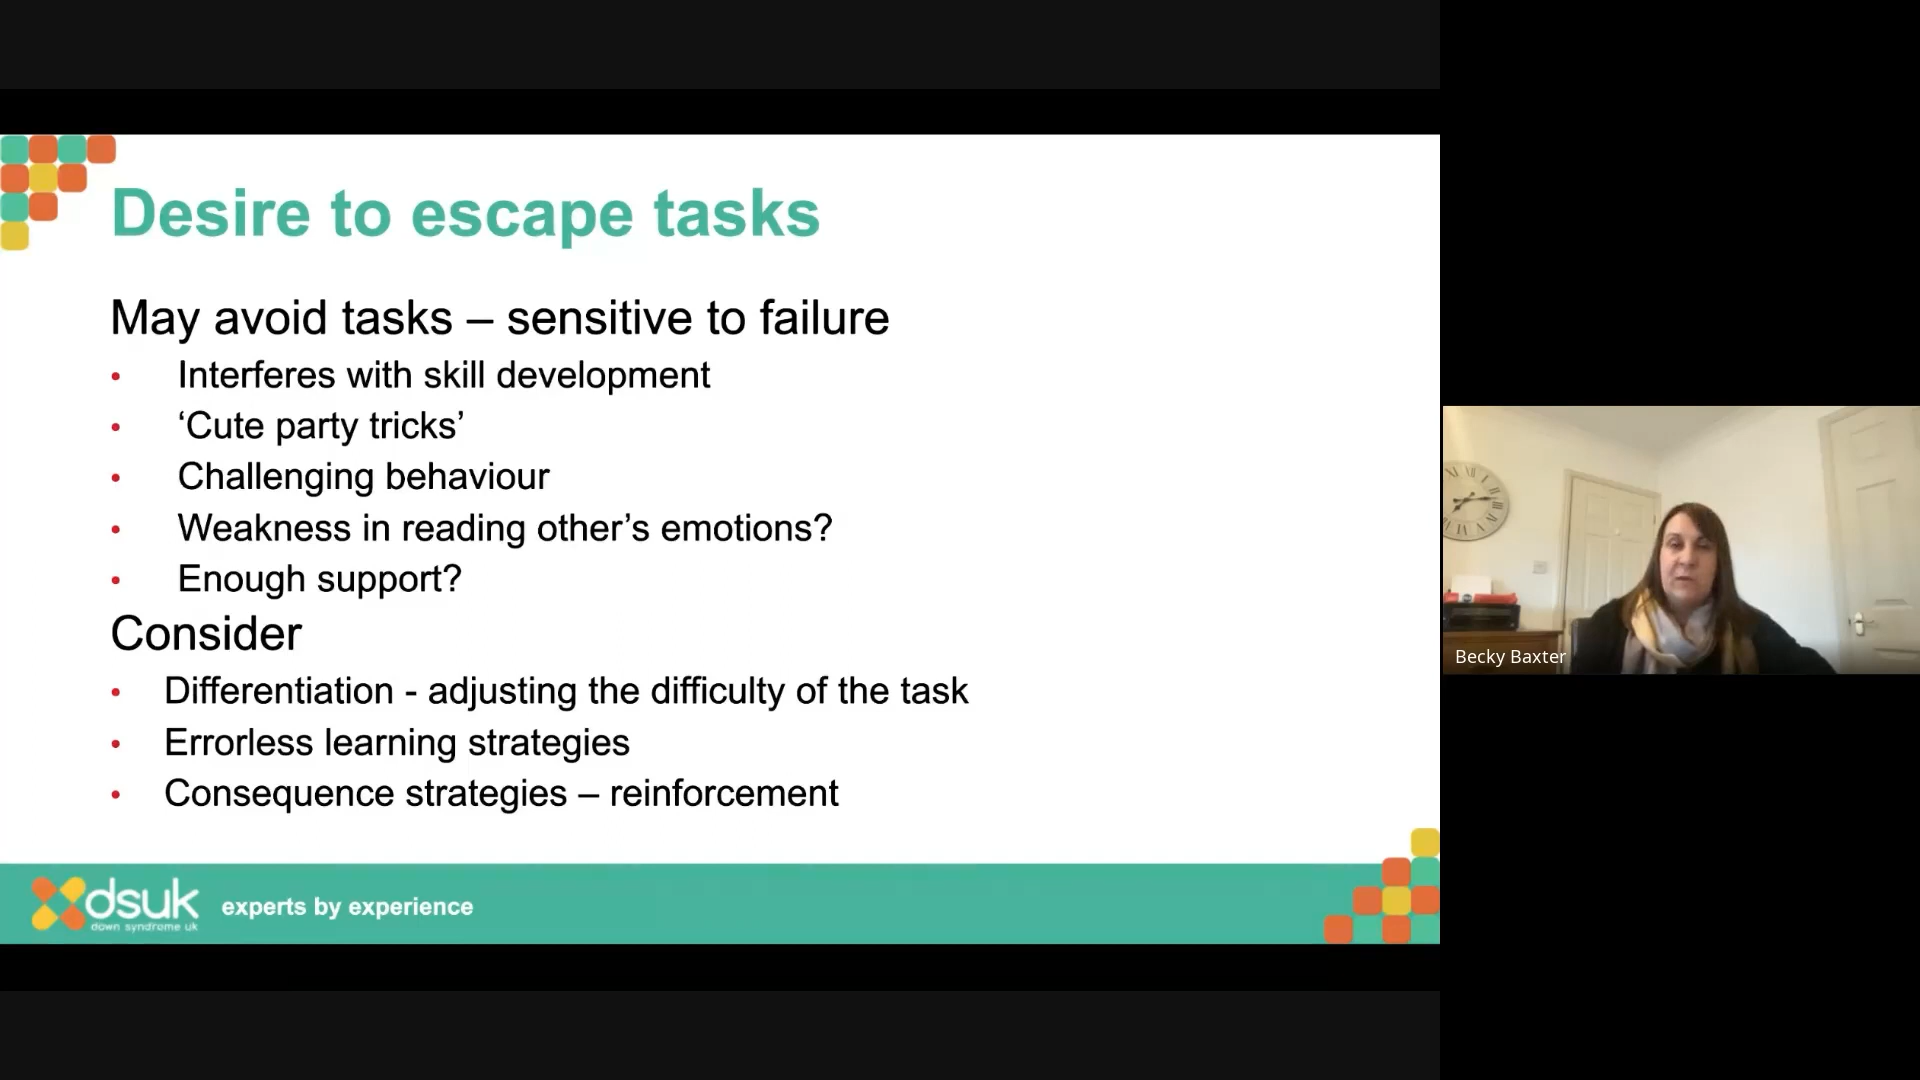 Desire to escape tasks
May avoid tasks – sensitive to failure
• Interferes with skill development
• ‘Cute party tricks’
• Challenging behaviour
• Weakness in reading other’s emotions?
• Enough support?
Consider
• Differentiation - adjusting the difficulty of the task
• Errorless learning strategies
• Consequence strategies – reinforcement
dsuk
down syndrome uk
experts by experience
Becky Baxter